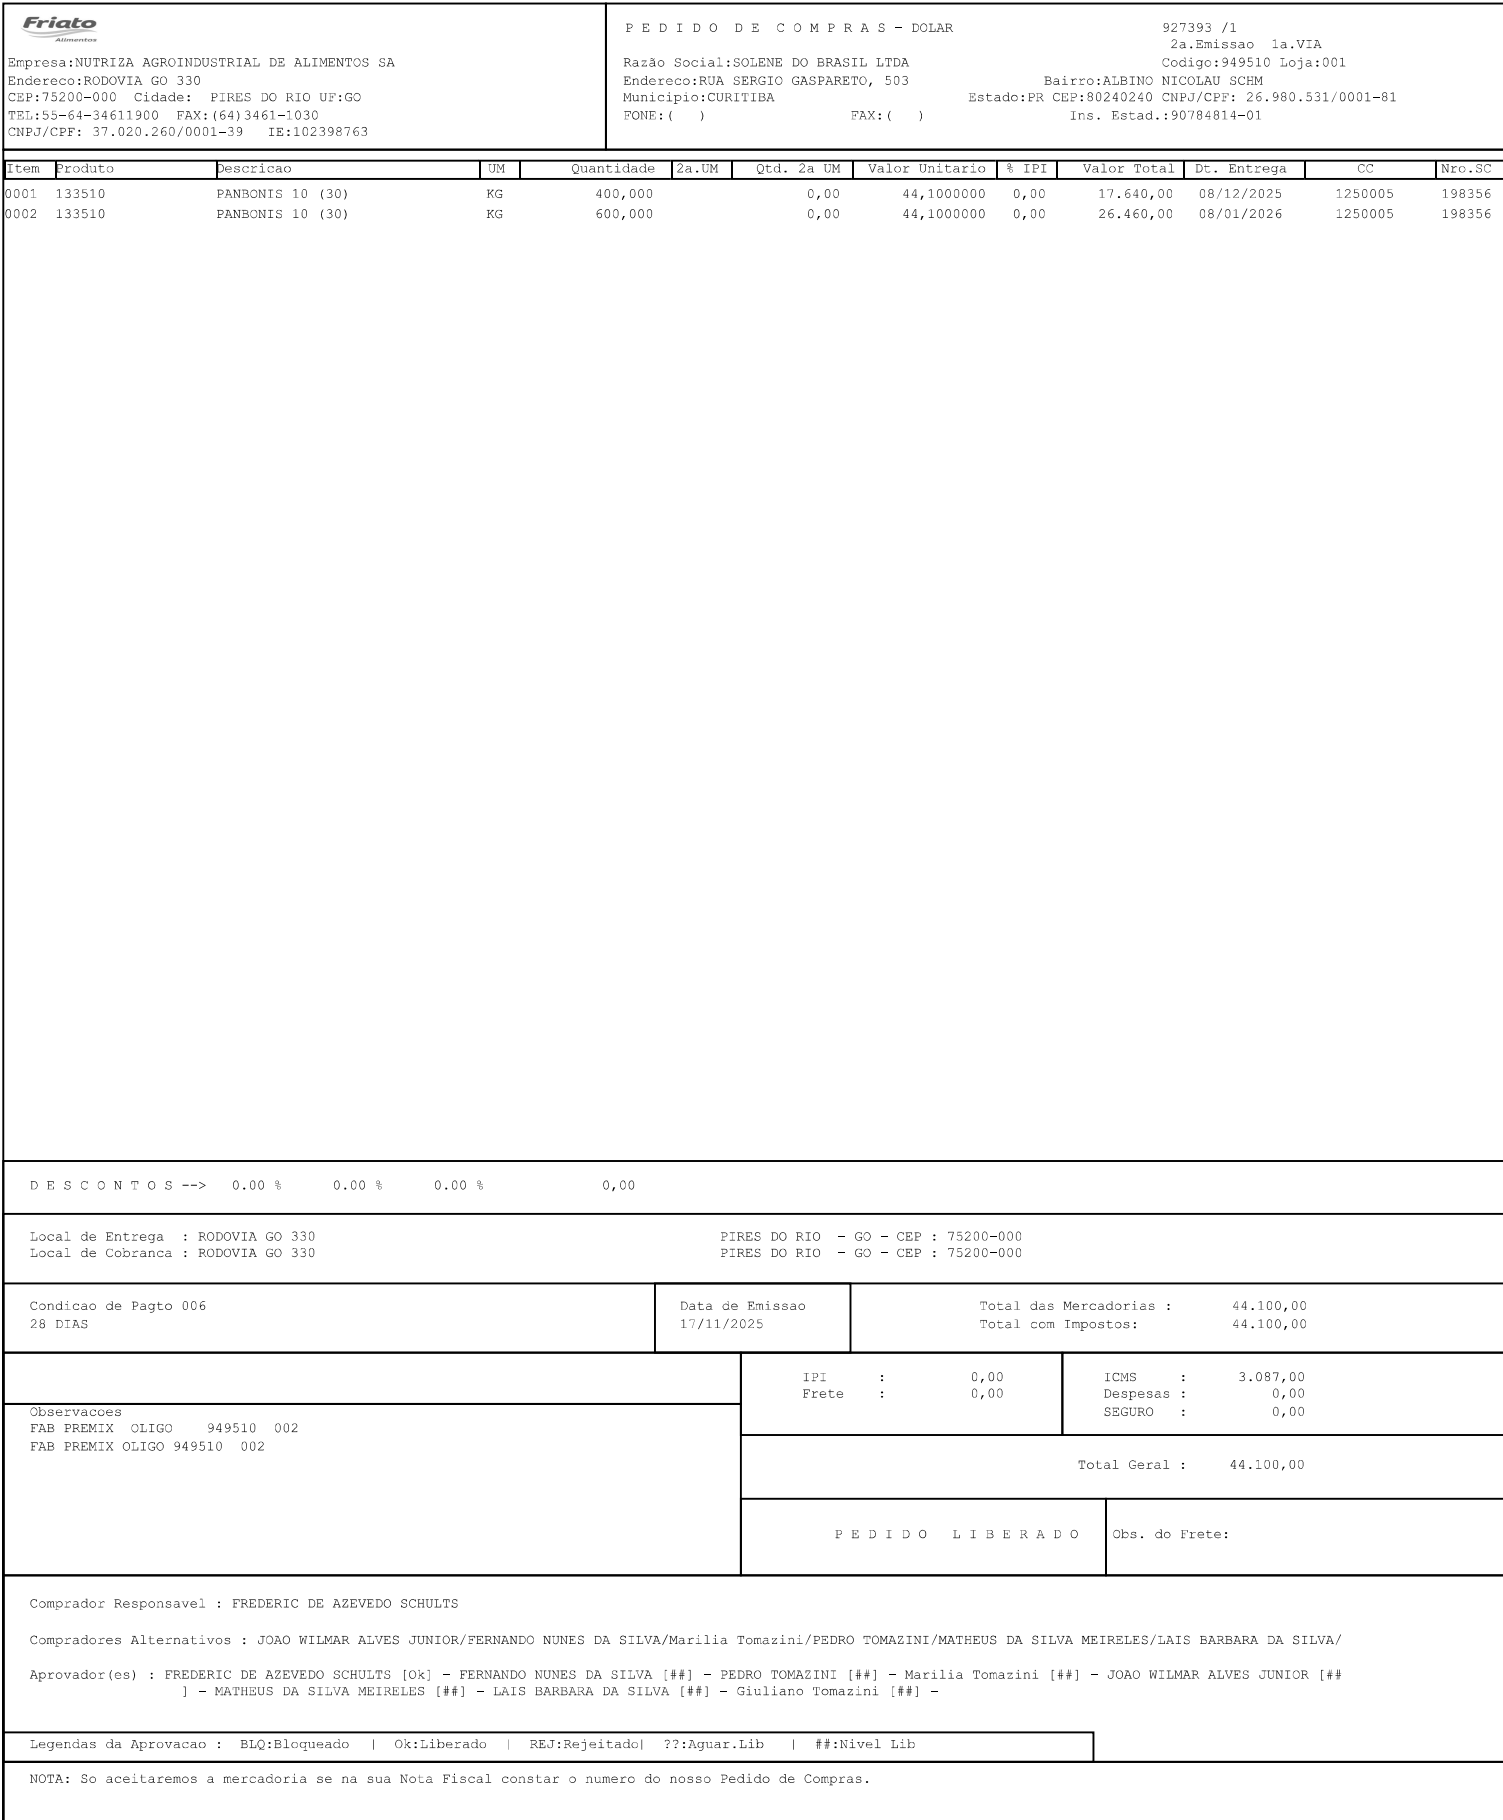 Friato
Alimentos
Empresa:NUTRIZA AGROINDUSTRIAL DE ALIMENTOS SA
Endereco:RODOVIA GO 330
CEP:75200-000 Cidade: PIRES DO RIO UF:GO
TEL:55-64-34611900 FAX:(64)3461-1030
CNPJ/CPF: 37.020.260/0001-39 IE:102398763
P E D I D O D E C O M P R A S - DOLAR 927393 /1
2a.Emissao 1a.VIA
Razão Social:SOLENE DO BRASIL LTDA Codigo:949510 Loja:001
Endereco:RUA SERGIO GASPARETO, 503 Bairro:ALBINO NICOLAU SCHM
Municipio:CURITIBA Estado:PR CEP:80240240 CNPJ/CPF: 26.980.531/0001-81
FONE:( ) FAX:( ) Ins. Estad.:90784814-01
Item Produto Descricao UM Quantidade 2a.UM Qtd. 2a UM Valor Unitario % IPI Valor Total Dt. Entrega CC Nro.SC
0001 133510 PANBONIS 10 (30) KG 400,000 0,00 44,1000000 0,00 17.640,00 08/12/2025 1250005 198356
0002 133510 PANBONIS 10 (30) KG 600,000 0,00 44,1000000 0,00 26.460,00 08/01/2026 1250005 198356
D E S C O N T O S --> 0.00 % 0.00 % 0.00 % 0,00
Local de Entrega : RODOVIA GO 330 PIRES DO RIO - GO - CEP : 75200-000
Local de Cobranca : RODOVIA GO 330 PIRES DO RIO - GO - CEP : 75200-000
Condicao de Pagto 006 Data de Emissao Total das Mercadorias : 44.100,00
28 DIAS 17/11/2025 Total com Impostos: 44.100,00
IPI : 0,00 ICMS : 3.087,00
Frete : 0,00 Despesas : 0,00
SEGURO : 0,00
Observacoes
FAB PREMIX OLIGO 949510 002
FAB PREMIX OLIGO 949510 002
Total Geral : 44.100,00
P E D I D O L I B E R A D O Obs. do Frete:
Comprador Responsavel : FREDERIC DE AZEVEDO SCHULTS
Compradores Alternativos : JOAO WILMAR ALVES JUNIOR/FERNANDO NUNES DA SILVA/Marilia Tomazini/PEDRO TOMAZINI/MATHEUS DA SILVA MEIRELES/LAIS BARBARA DA SILVA/
Aprovador(es) : FREDERIC DE AZEVEDO SCHULTS [Ok] - FERNANDO NUNES DA SILVA [##] - PEDRO TOMAZINI [##] - Marilia Tomazini [##] - JOAO WILMAR ALVES JUNIOR [##
] - MATHEUS DA SILVA MEIRELES [##] - LAIS BARBARA DA SILVA [##] - Giuliano Tomazini [##] -
Legendas da Aprovacao : BLQ:Bloqueado | Ok:Liberado | REJ:Rejeitado| ??:Aguar.Lib | ##:Nivel Lib
NOTA: So aceitaremos a mercadoria se na sua Nota Fiscal constar o numero do nosso Pedido de Compras.